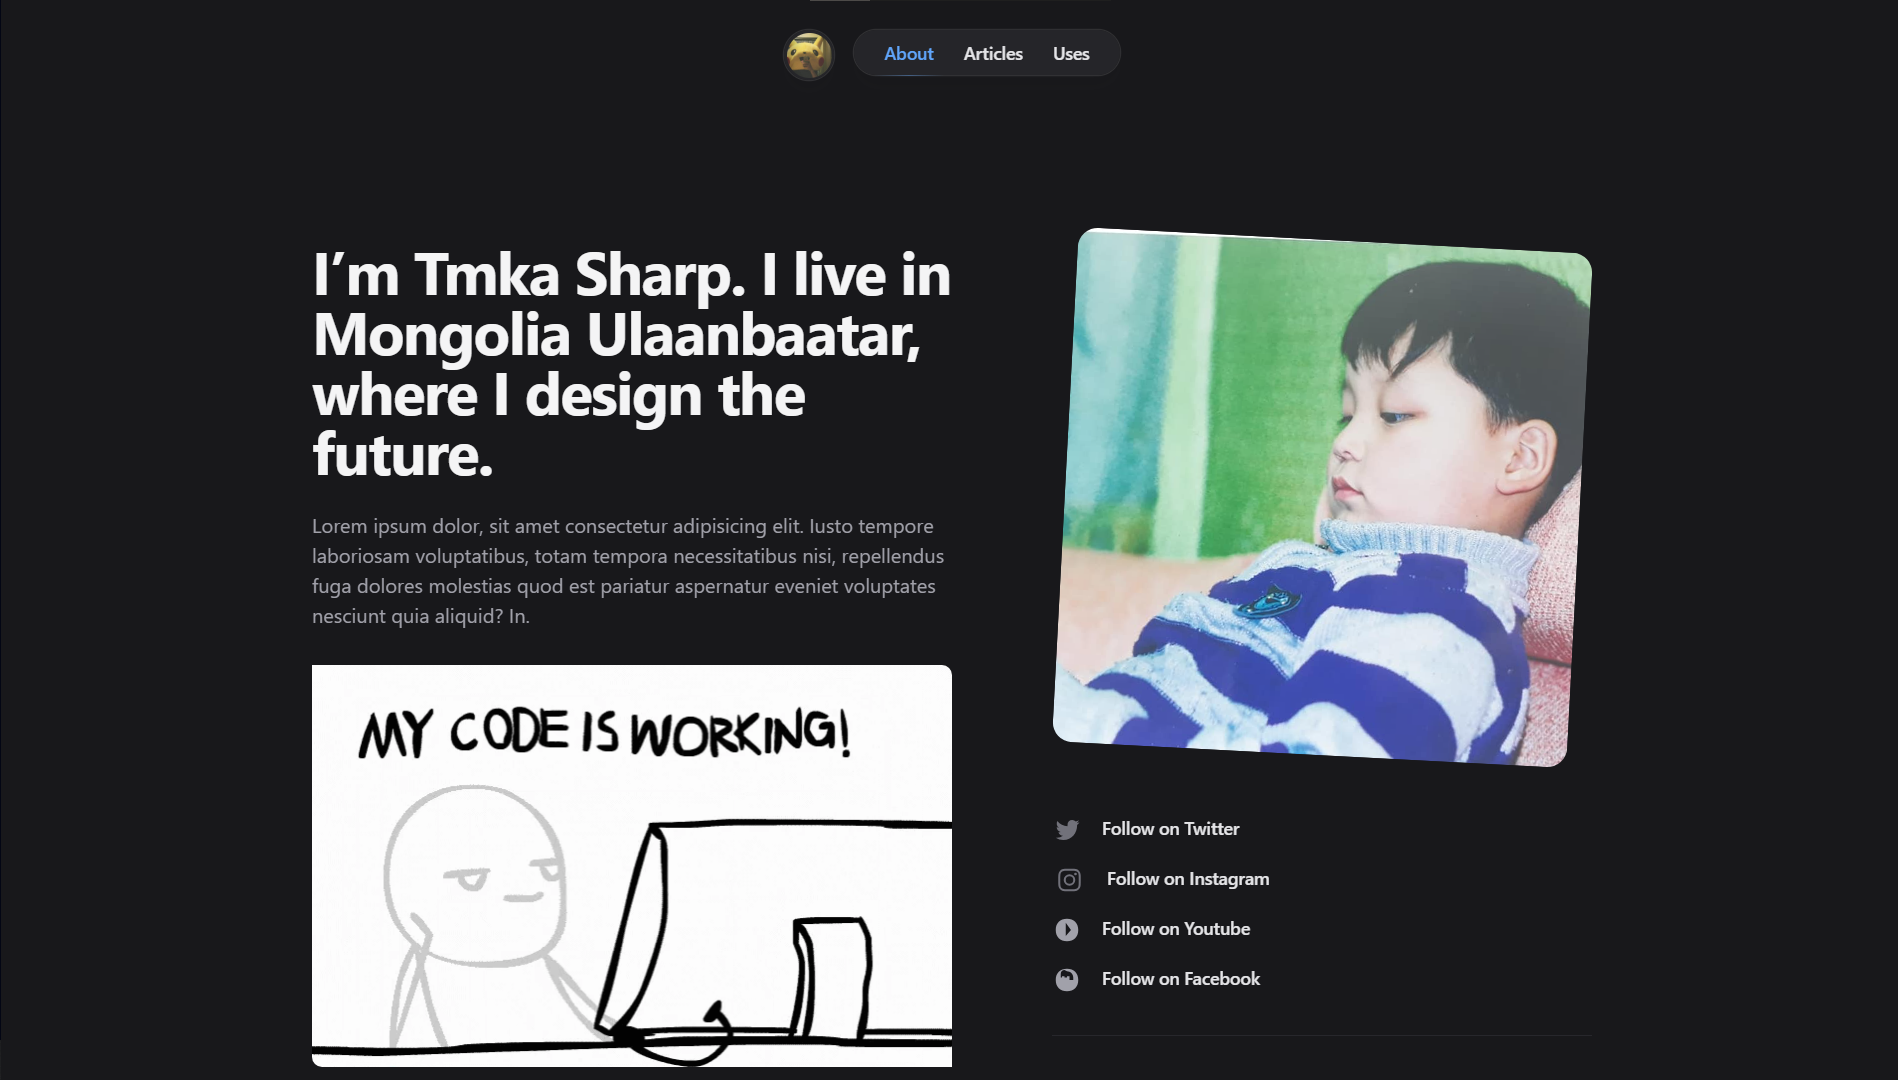 About Articles Uses
I’m Tmka Sharp. I live in
Mongolia Ulaanbaatar,
where I design the
future.
Lorem ipsum dolor, sit amet consectetur adipisicing elit. Iusto tempore
laboriosam voluptatibus, totam tempora necessitatibus nisi, repellendus
fuga dolores molestias quod est pariatur aspernatur eveniet voluptates
nesciunt quia aliquid? In.
MY CODE IS WORKING!
Follow on Twitter
Follow on Instagram
Follow on Youtube
Follow on Facebook